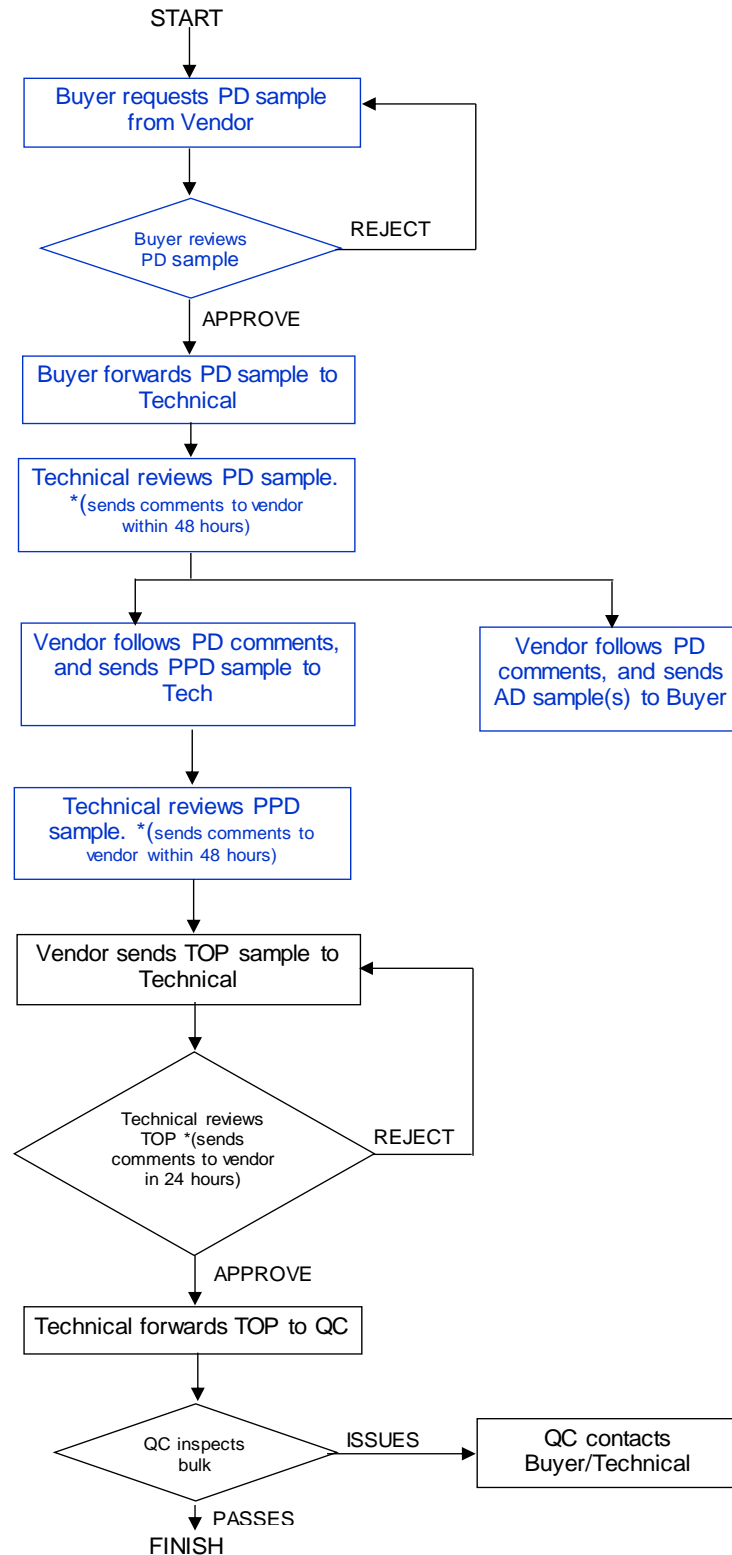 START
Buyer requests PD sample
from Vendor
Buyer reviews
PD sample
REJECT
APPROVE
Buyer forwards PD sample to
Technical
Technical reviews PD sample.
*(sends comments to vendor
within 48 hours)
Vendor follows PD comments,
and sends PPD sample to
Tech
Vendor follows PD
comments, and sends
AD sample(s) to Buyer
Technical reviews PPD
sample. *(sends comments to
vendor within 48 hours)
Vendor sends TOP sample to
Technical
Technical reviews
TOP *(sends
comments to vendor
in 24 hours)
REJECT
APPROVE
Technical forwards TOP to QC
QC inspects
bulk
ISSUES
QC contacts
Buyer/Technical
PASSES
FINISH